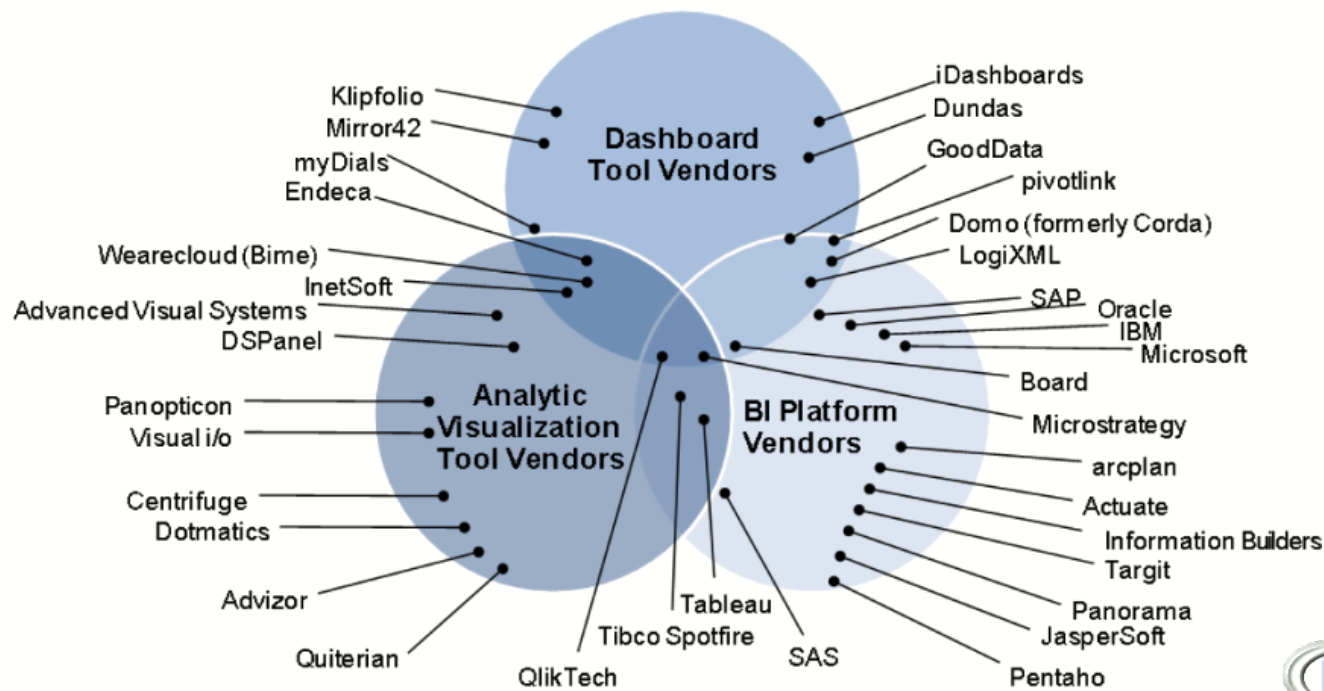 iDashboards
Klipfolio
Dundas
Mirror42
Dashboard
Tool Vendors
GoodData
myDials
pivotlink
Endeca
Domo (formerly Corda)
Wearecloud (Bime)
LogiXML
InetSoft
SAP
Advanced Visual Systems
Oracle
IBM
DSPanel
Microsoft
Board
Analytic
Visualization
Tool Vendors
BI Platform
Vendors
Panopticon
Microstrategy
Visual i/o
arcplan
Centrifuge
Actuate
Dotmatics
Information Builders
Targit
Advizor
Tableau
Panorama
Tibco Spotfire
JasperSoft
Quiterian
SAS
QlikTech
Pentaho